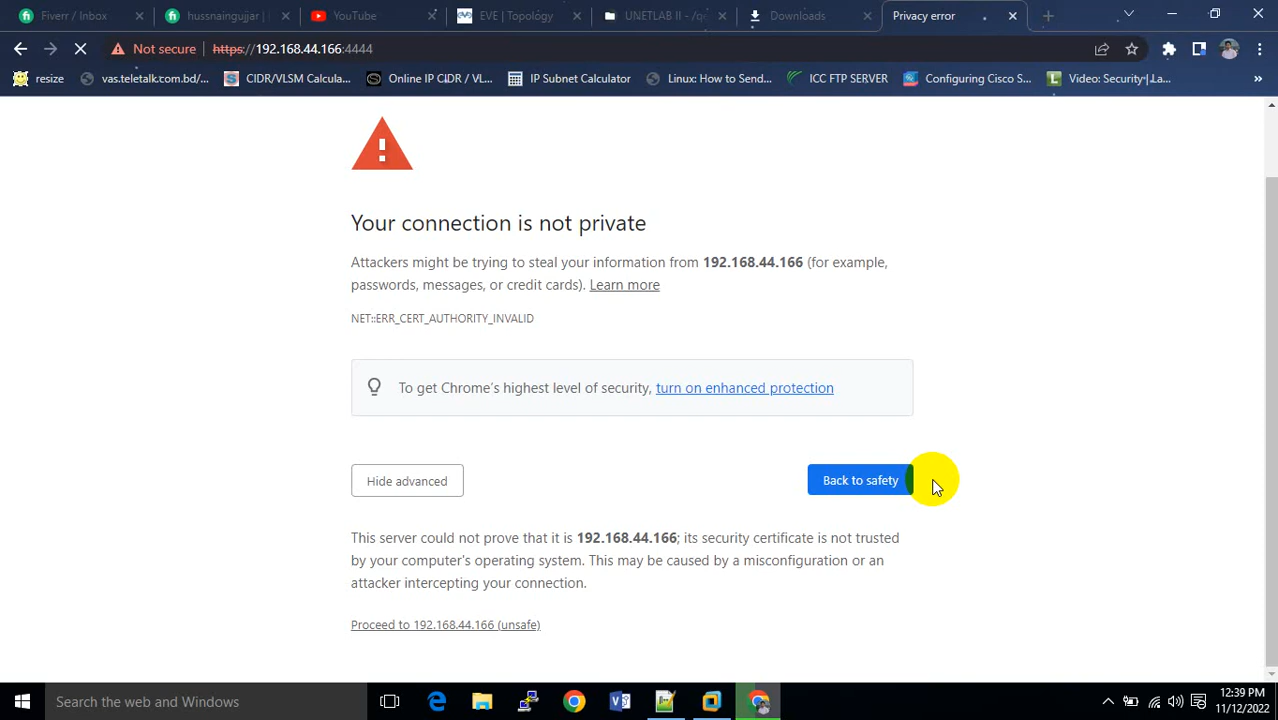 Fiverr / Inbox
hussnaingujjar |
YouTube
EVE | Topology
UNETLAB II - /qe
Downloads
Privacy error
Not secure | https://192.168.44.166:4444
resize
vas.teletalk.com.bd/...
CIDR/VLSM Calcula...
Online IP CIDR / VL...
IP Subnet Calculator
Linux: How to Send...
ICC FTP SERVER
Configuring Cisco S...
Video: Security | La...
»
Your connection is not private
Attackers might be trying to steal your information from 192.168.44.166 (for example,
passwords, messages, or credit cards). Learn more
NET::ERR_CERT_AUTHORITY_INVALID
To get Chrome's highest level of security, turn on enhanced protection
Hide advanced
Back to safety
This server could not prove that it is 192.168.44.166; its security certificate is not trusted
by your computer's operating system. This may be caused by a misconfiguration or an
attacker intercepting your connection.
Proceed to 192.168.44.166 (unsafe)
Search the web and Windows
12:39 PM
11/12/2022